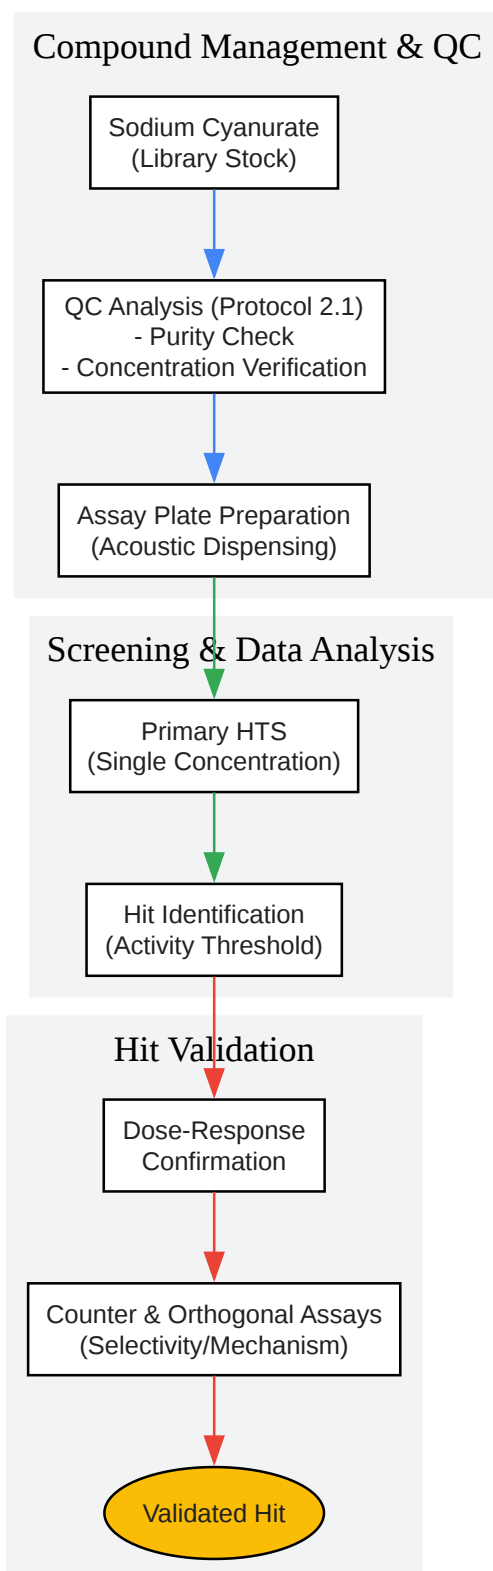 Compound Management & QC
Sodium Cyanurate
(Library Stock)
QC Analysis (Protocol 2.1)
- Purity Check
- Concentration Verification
Assay Plate Preparation
(Acoustic Dispensing)
Screening & Data Analysis
Primary HTS
(Single Concentration)
Hit Identification
(Activity Threshold)
Hit Validation
Dose-Response
Confirmation
Counter & Orthogonal Assays
(Selectivity/Mechanism)
Validated Hit